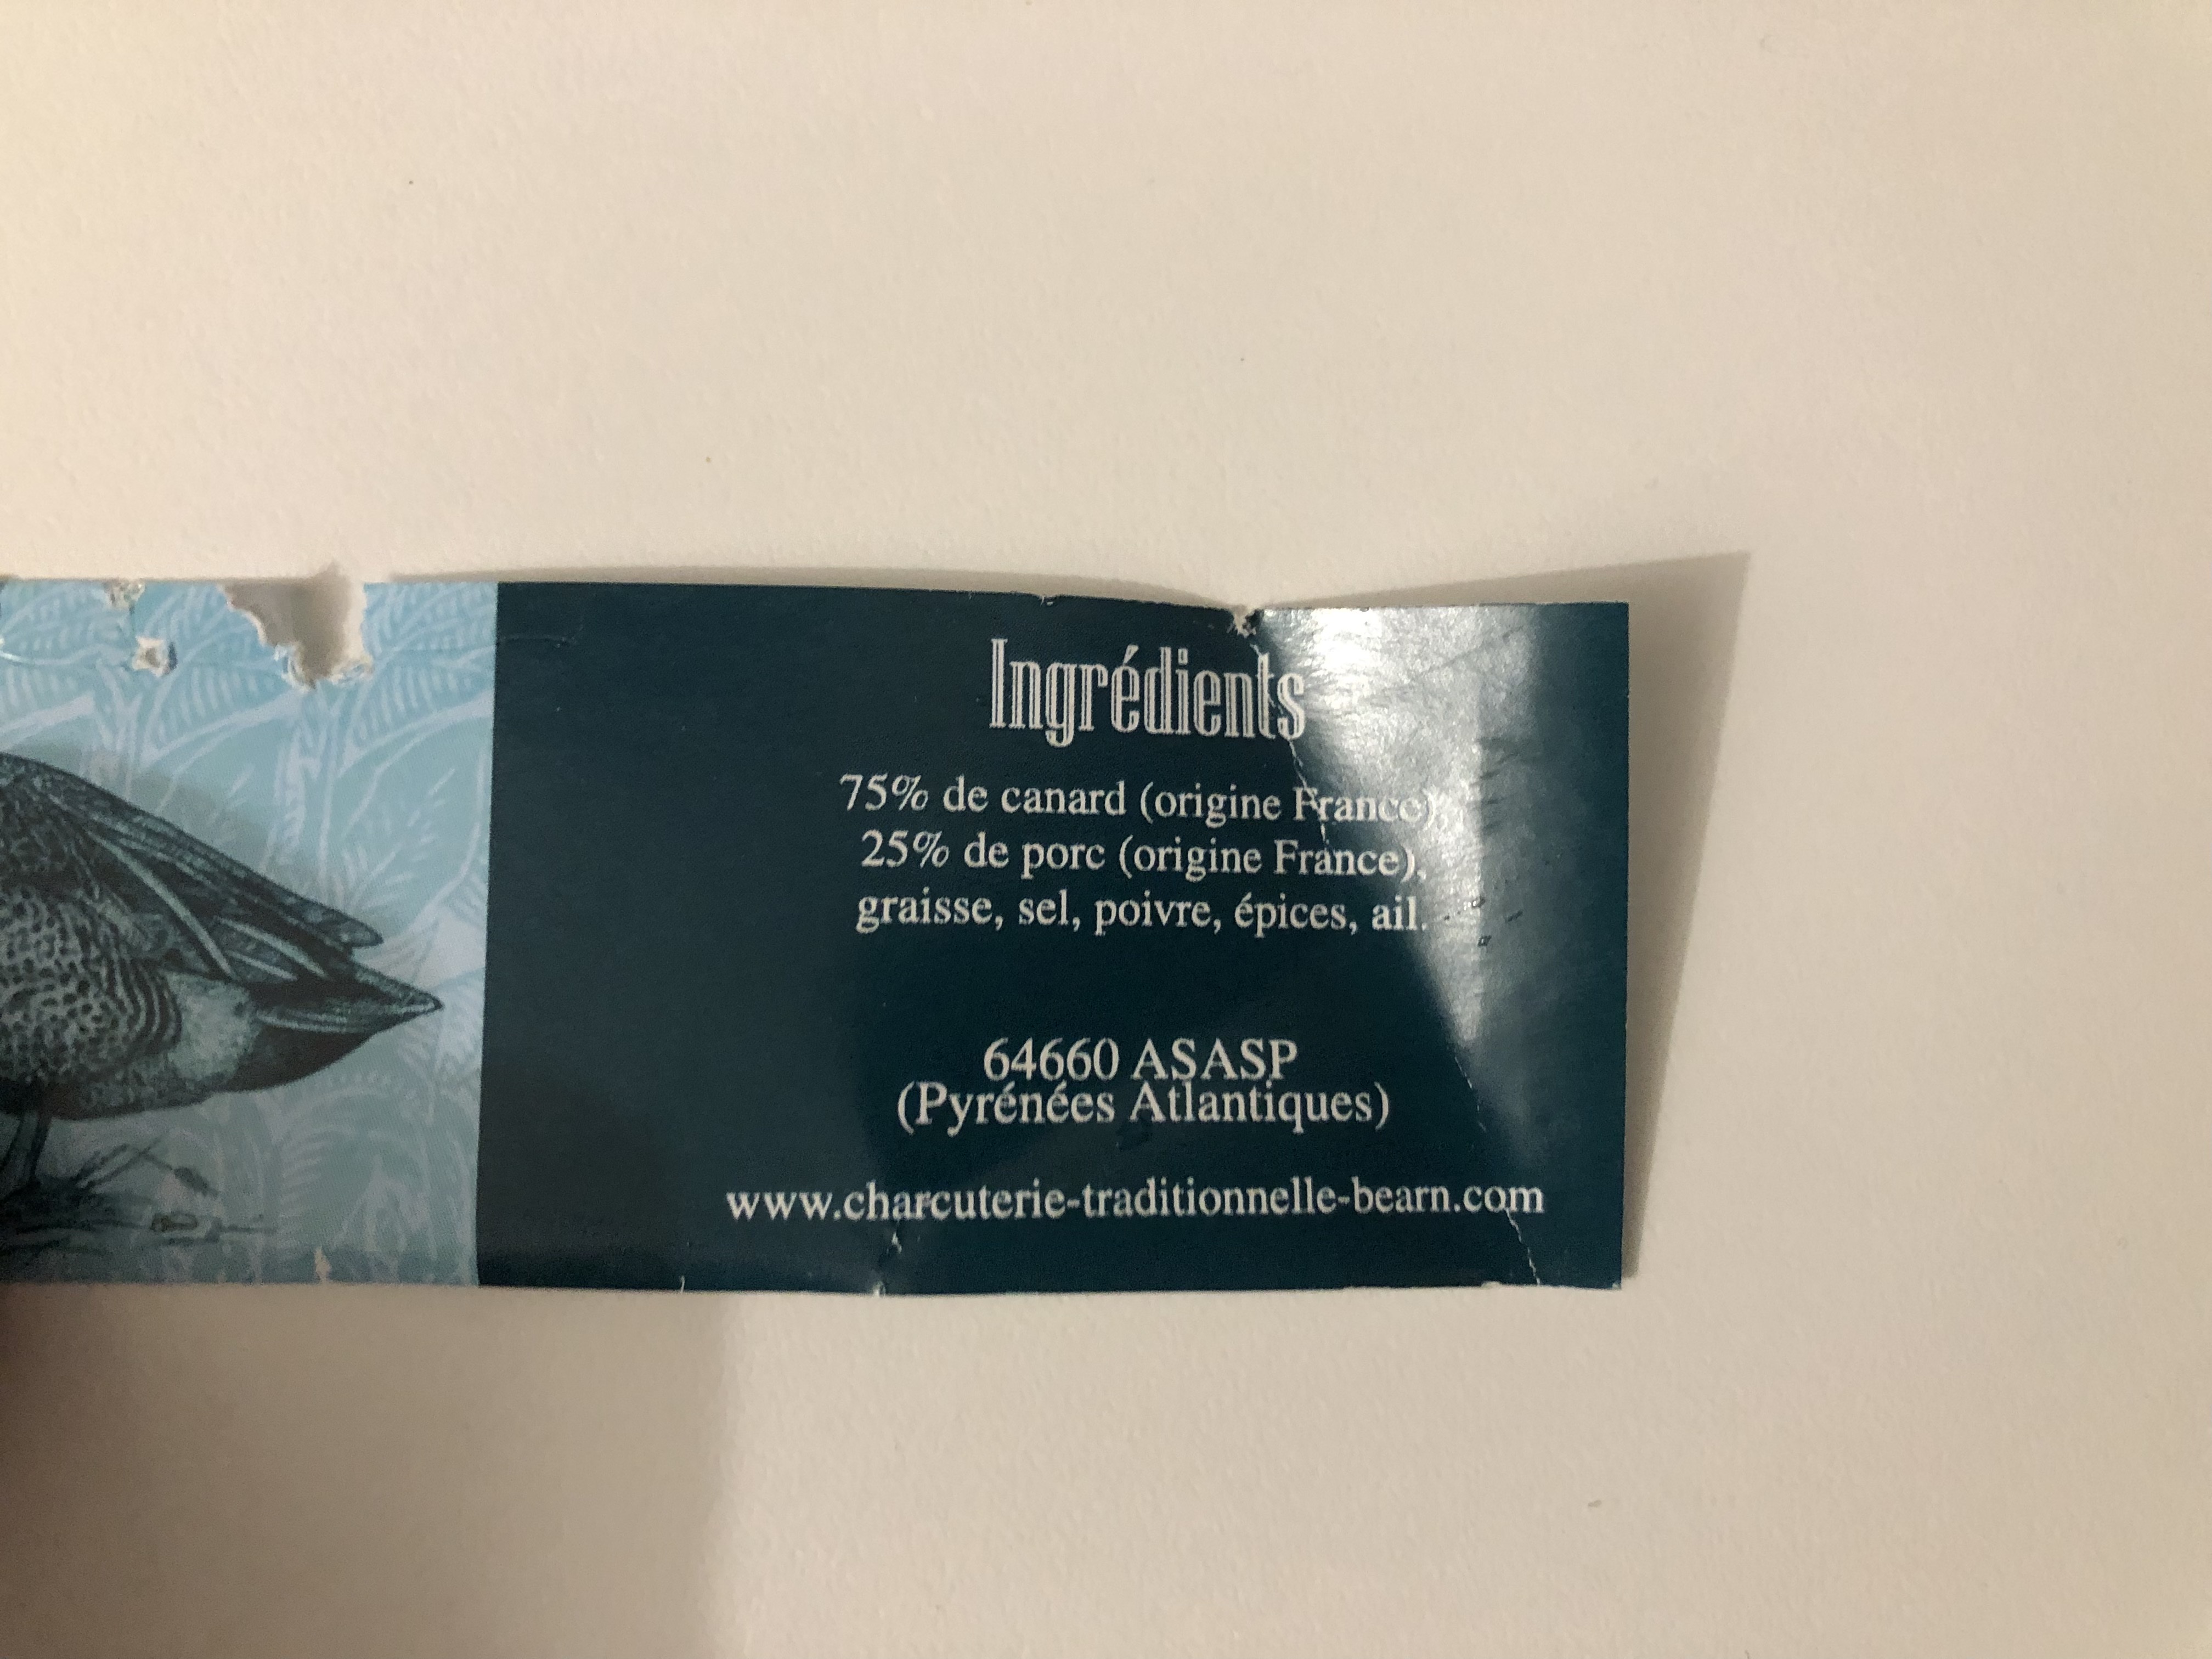 Ingrédients
75% de canard (origine France),
25% de porc (origine France),
graisse, sel, poivre, épices, ail.
64660 ASASP
(Pyrénées Atlantiques)
www.charcuterie-traditionnelle-bearn.com